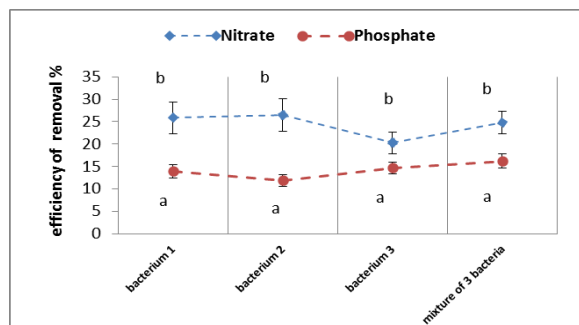 Nitrate Phosphate
efficiency of removal %
35
30
25
20
15
10
5
0
b b b b
a a a a
bacterium 1
bacterium 2
bacterium 3
mixture of 3 bacteria